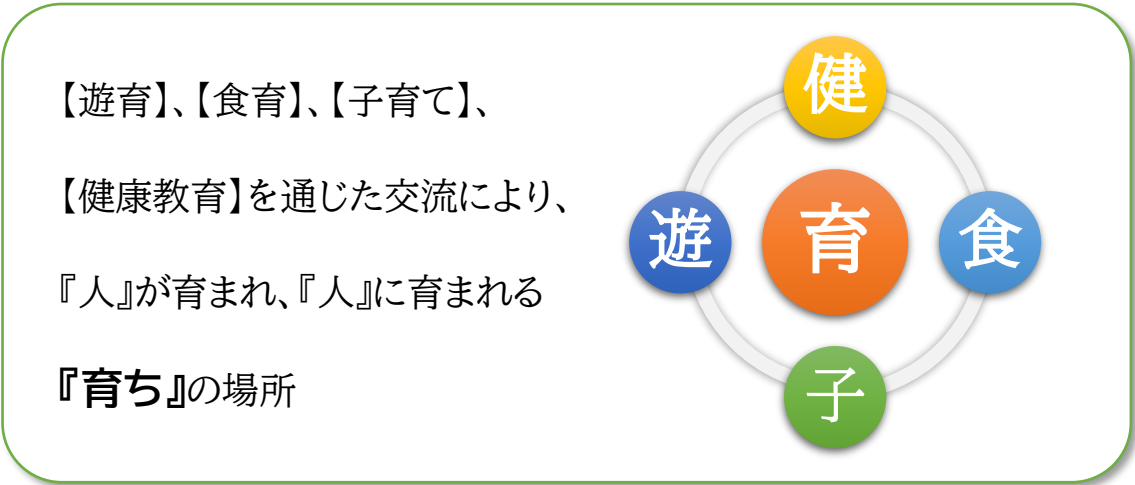 【遊育】、【食育】、【子育て】、
【健康教育】を通じた交流により、
『人』が育まれ、『人』に育まれる
『育ち』の場所
健
遊
育
食
子